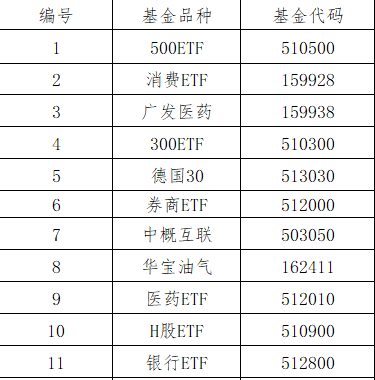 编号 基金品种 基金代码
1 500ETF 510500
2 消费ETF 159928
3 广发医药 159938
4 300ETF 510300
5 德国30 513030
6 券商ETF 512000
7 中概互联 503050
8 华宝油气 162411
9 医药ETF 512010
10 H股ETF 510900
11 银行ETF 512800